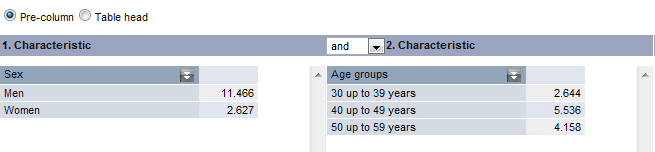 Pre-column Table head
1. Characteristic and 2. Characteristic
Sex Age groups
Men 11.466 30 up to 39 years 2.644
Women 2.627 40 up to 49 years 5.536
50 up to 59 years 4.158